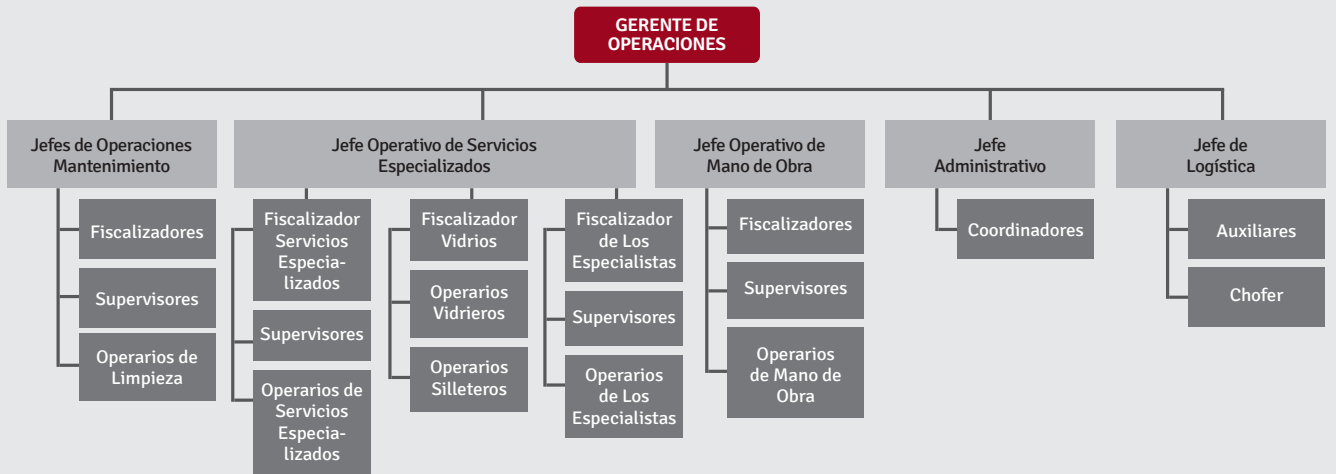 GERENTE DE
OPERACIONES
Jefes de Operaciones
Mantenimiento
Fiscalizadores
Supervisores
Operarios de
Limpieza
Jefe Operativo de Servicios
Especializados
Fiscalizador
Servicios
Especia-
lizados
Supervisores
Operarios de
Servicios
Especia-
lizados
Fiscalizador
Vidrios
Operarios
Vidrieros
Operarios
Silleteros
Fiscalizador
de Los
Especialistas
Supervisores
Operarios
de Los
Especialistas
Jefe Operativo de
Mano de Obra
Fiscalizadores
Supervisores
Operarios
de Mano de
Obra
Jefe
Administrativo
Coordinadores
Jefe de
Logística
Auxiliares
Chofer